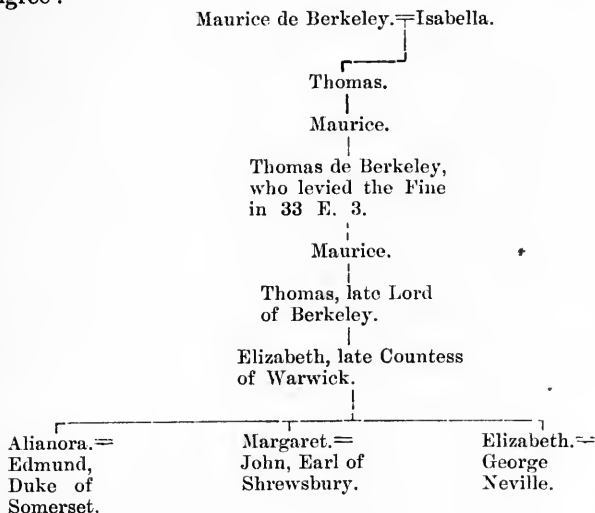 Maurice de Berkeley.=Isabella.
Thomas.
Maurice.
Thomas de Berkeley,
who levied the Fine
in 33 E. 3.
Maurice.
Thomas, late Lord
of Berkeley.
Elizabeth, late Countess
of Warwick.
Alianora.= Margaret.= Elizabeth.=
Edmund, John, Earl of George
Duke of Shrewsbury. Neville.
Somerset.